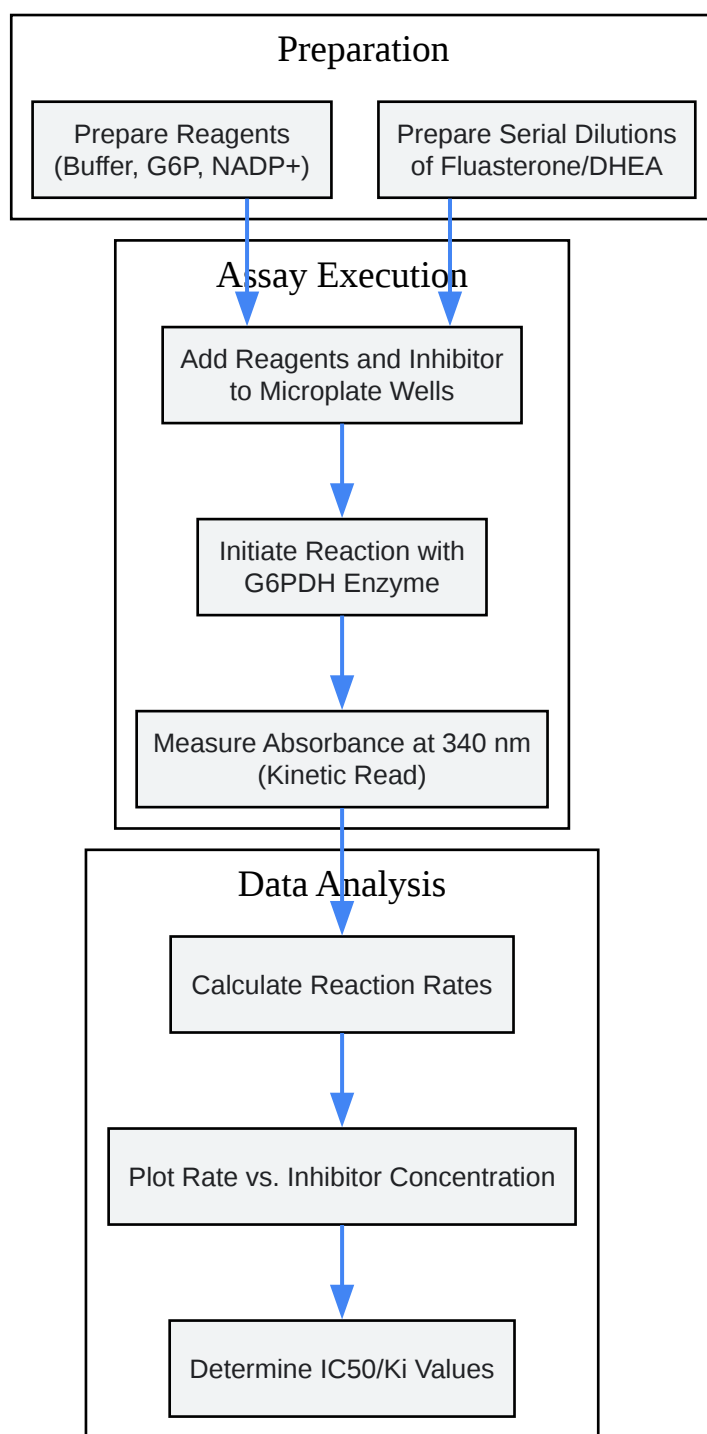 Preparation
Prepare Reagents
(Buffer, G6P, NADP+)
Prepare Serial Dilutions
of Fluasterone/DHEA
Assay Execution
Add Reagents and Inhibitor
to Microplate Wells
Initiate Reaction with
G6PDH Enzyme
Measure Absorbance at 340 nm
(Kinetic Read)
Data Analysis
Calculate Reaction Rates
Plot Rate vs. Inhibitor Concentration
Determine IC50/Ki Values